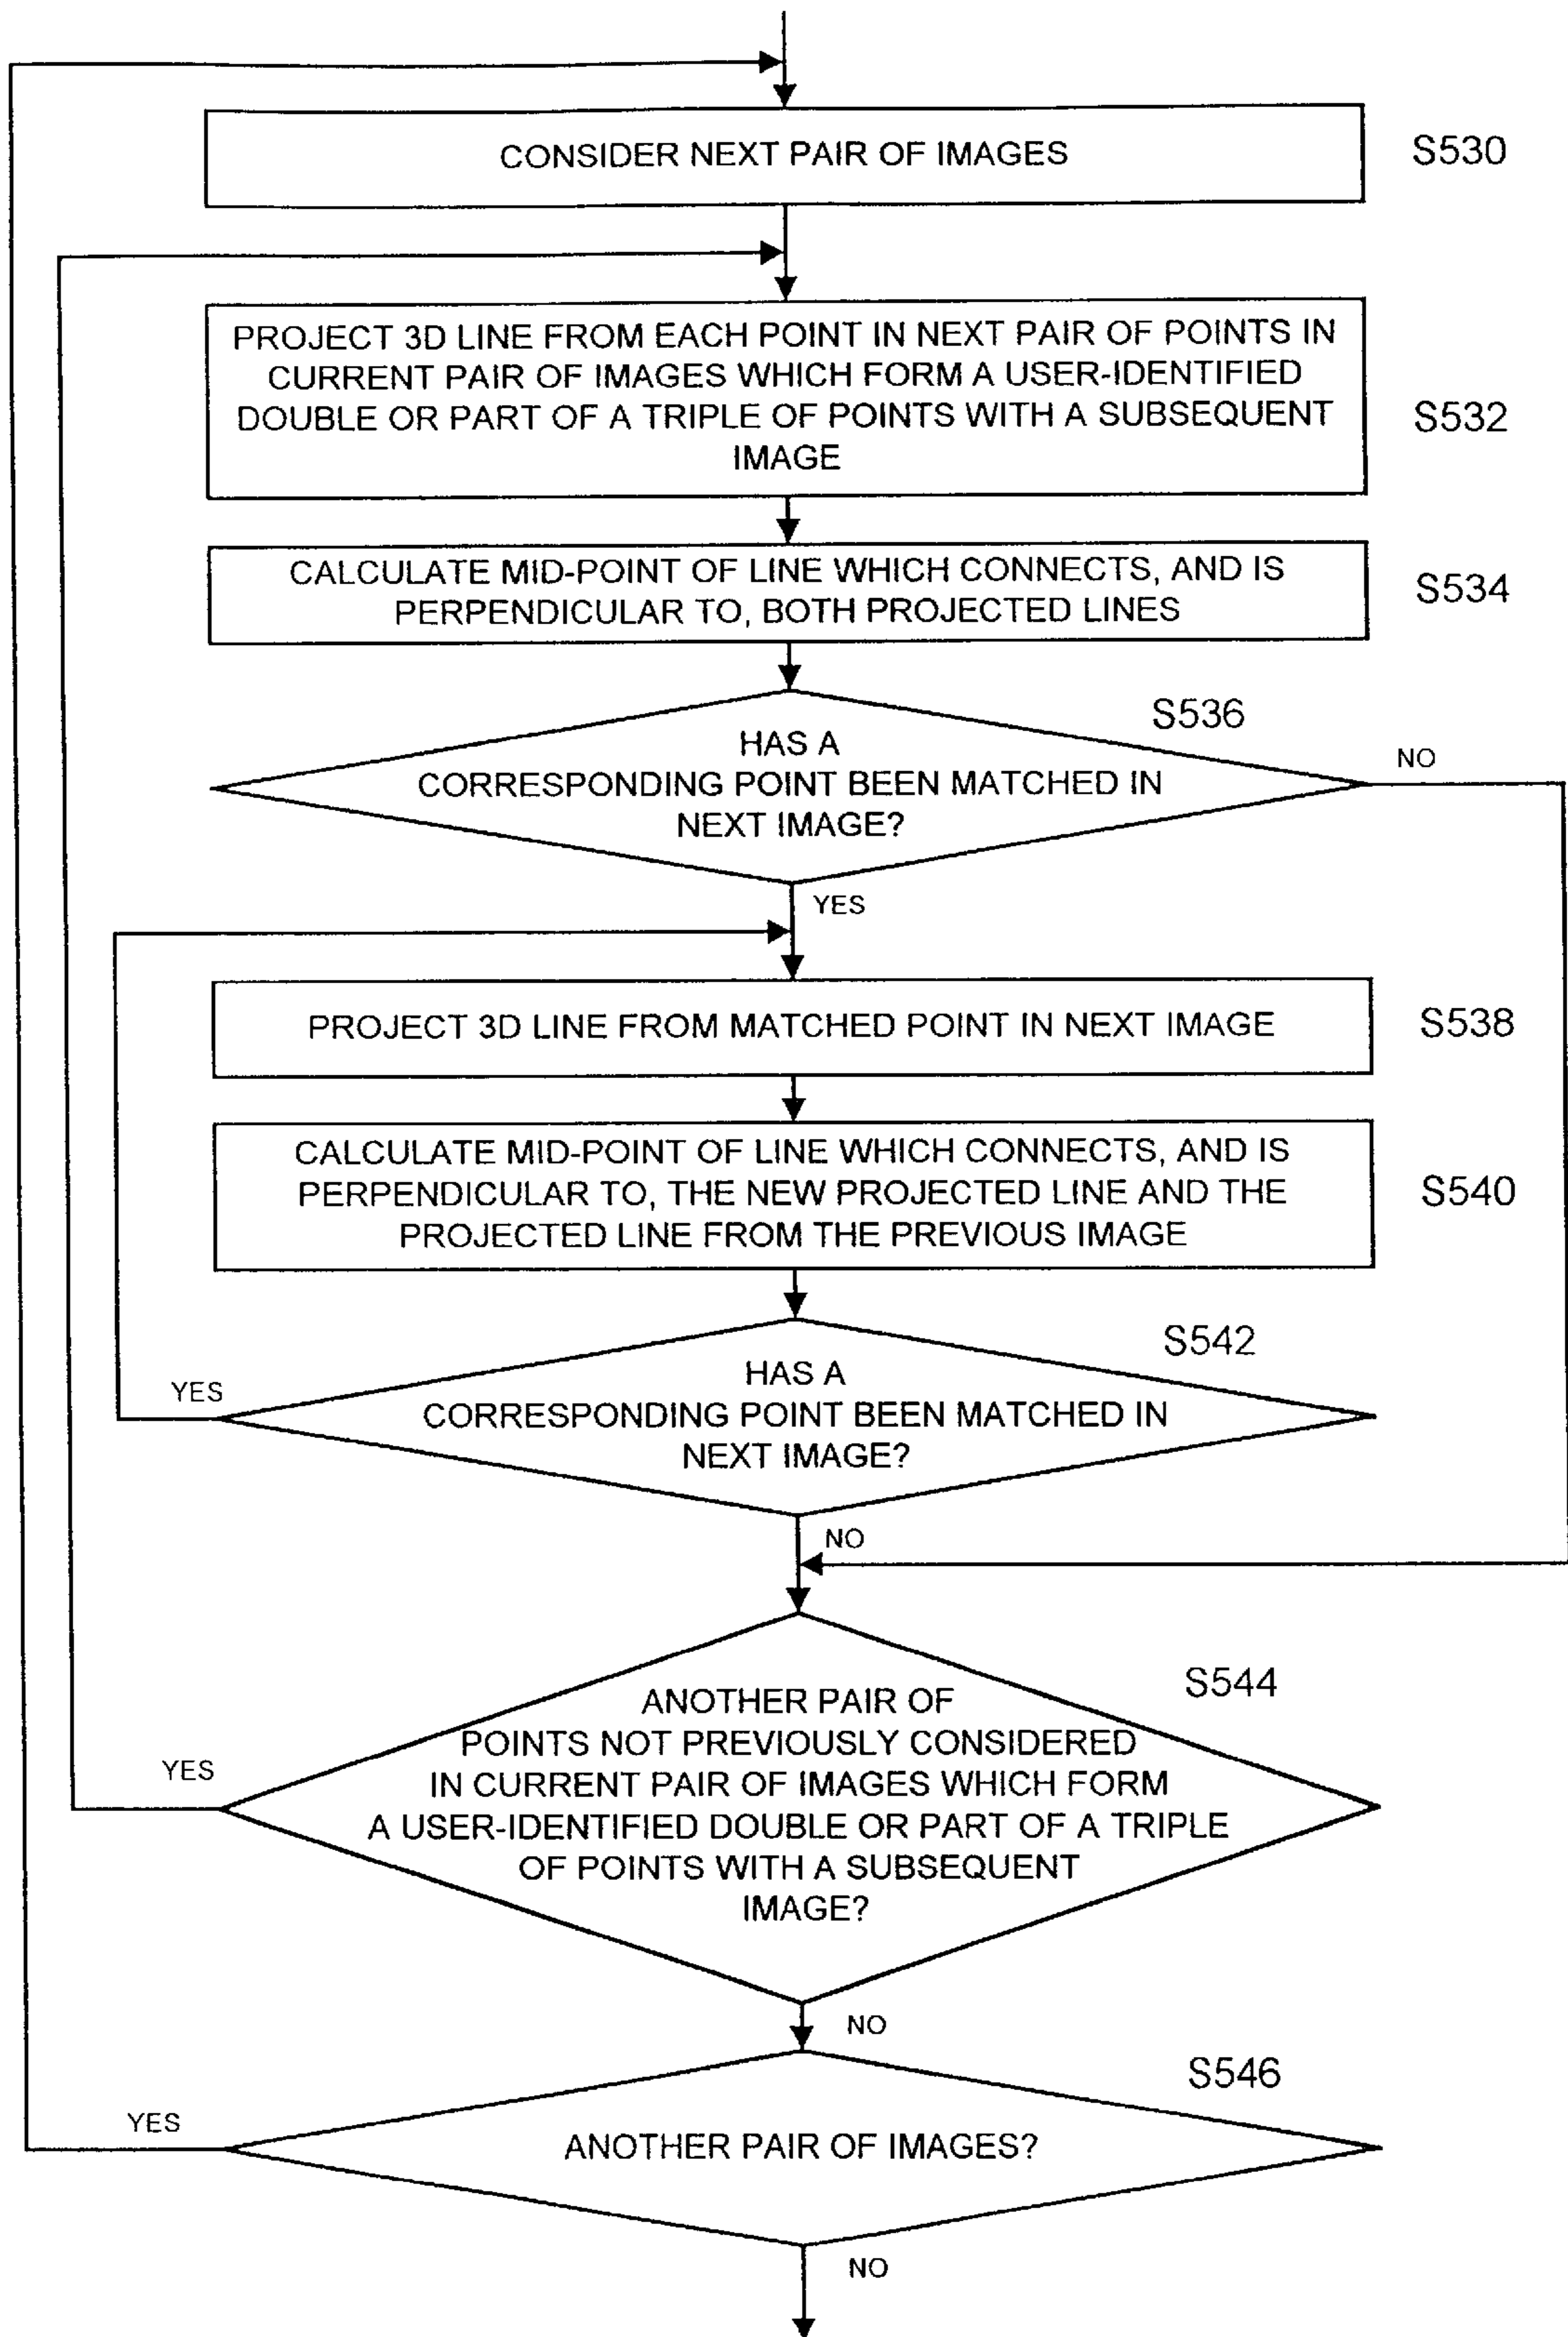 CONSIDER NEXT PAIR OF IMAGES
S530
PROJECT 3D LINE FROM EACH POINT IN NEXT PAIR OF POINTS IN
CURRENT PAIR OF IMAGES WHICH FORM A USER-IDENTIFIED
DOUBLE OR PART OF A TRIPLE OF POINTS WITH A SUBSEQUENT
IMAGE
S532
CALCULATE MID-POINT OF LINE WHICH CONNECTS, AND IS
PERPENDICULAR TO, BOTH PROJECTED LINES
S534
S536
HAS A
CORRESPONDING POINT BEEN MATCHED IN
NEXT IMAGE?
NO
YES
PROJECT 3D LINE FROM MATCHED POINT IN NEXT IMAGE
S538
CALCULATE MID-POINT OF LINE WHICH CONNECTS, AND IS
PERPENDICULAR TO, THE NEW PROJECTED LINE AND THE
PROJECTED LINE FROM THE PREVIOUS IMAGE
S540
S542
HAS A
CORRESPONDING POINT BEEN MATCHED IN
NEXT IMAGE?
YES
NO
S544
ANOTHER PAIR OF
POINTS NOT PREVIOUSLY CONSIDERED
IN CURRENT PAIR OF IMAGES WHICH FORM
A USER-IDENTIFIED DOUBLE OR PART OF A TRIPLE
OF POINTS WITH A SUBSEQUENT
IMAGE?
YES
NO
S546
ANOTHER PAIR OF IMAGES?
YES
NO